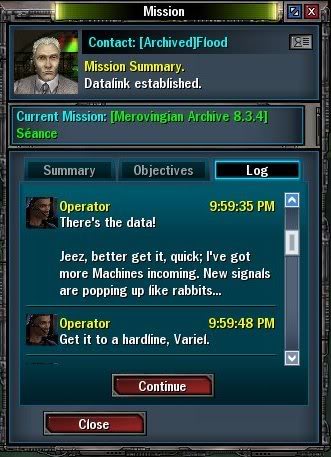 Mission
Contact: [Archived]Flood
Mission Summary.
Datalink established.
Current Mission: [Merovingian Archive 8.3.4]
Séance
Summary
Objectives
Log
Operator 9:59:35 PM
There's the data!
Jeez, better get it, quick; I've got
more Machines incoming. New signals
are popping up like rabbits...
Operator 9:59:48 PM
Get it to a hardline, Variel.
Continue
Close